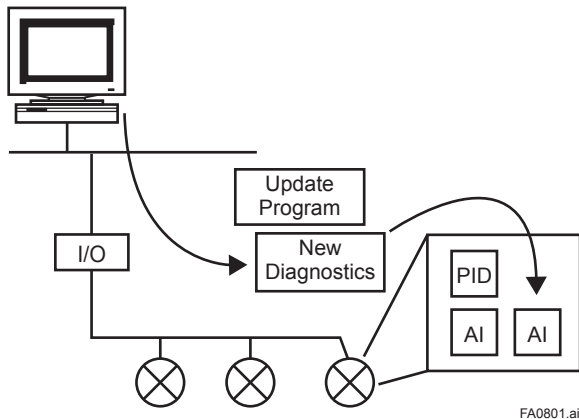 Update
Program
I/O
New
Diagnostics
PID
AI
AI
FA0801.ai